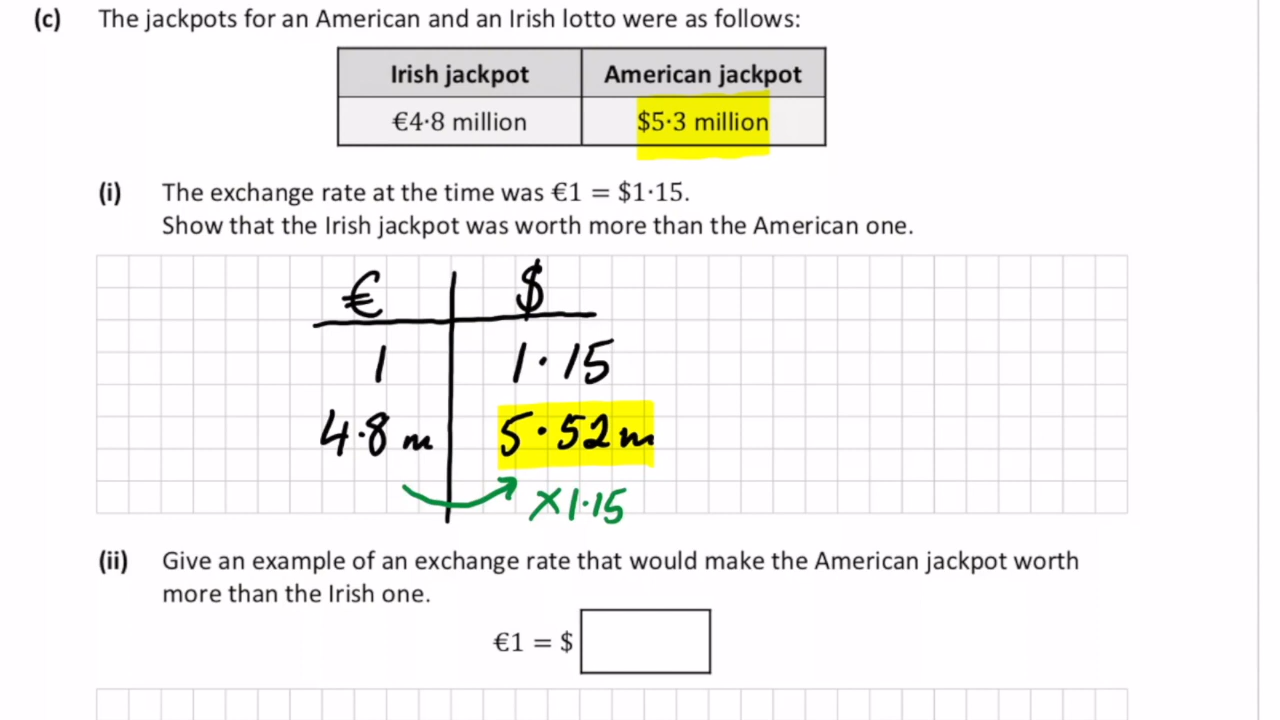 (c) The jackpots for an American and an Irish lotto were as follows:
Irish jackpot American jackpot
€4·8 million $5·3 million
(i) The exchange rate at the time was €1 = $1·15.
Show that the Irish jackpot was worth more than the American one.
€ $
1 1·15
4·8 m 5·52 m
×1·15
(ii) Give an example of an exchange rate that would make the American jackpot worth
more than the Irish one.
€1 = $